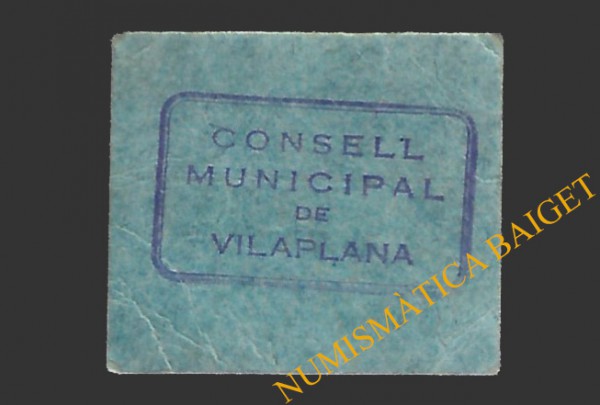 CONSELL
MUNICIPAL
DE
VILAPLANA
NUMISMÀTICA BAIGET